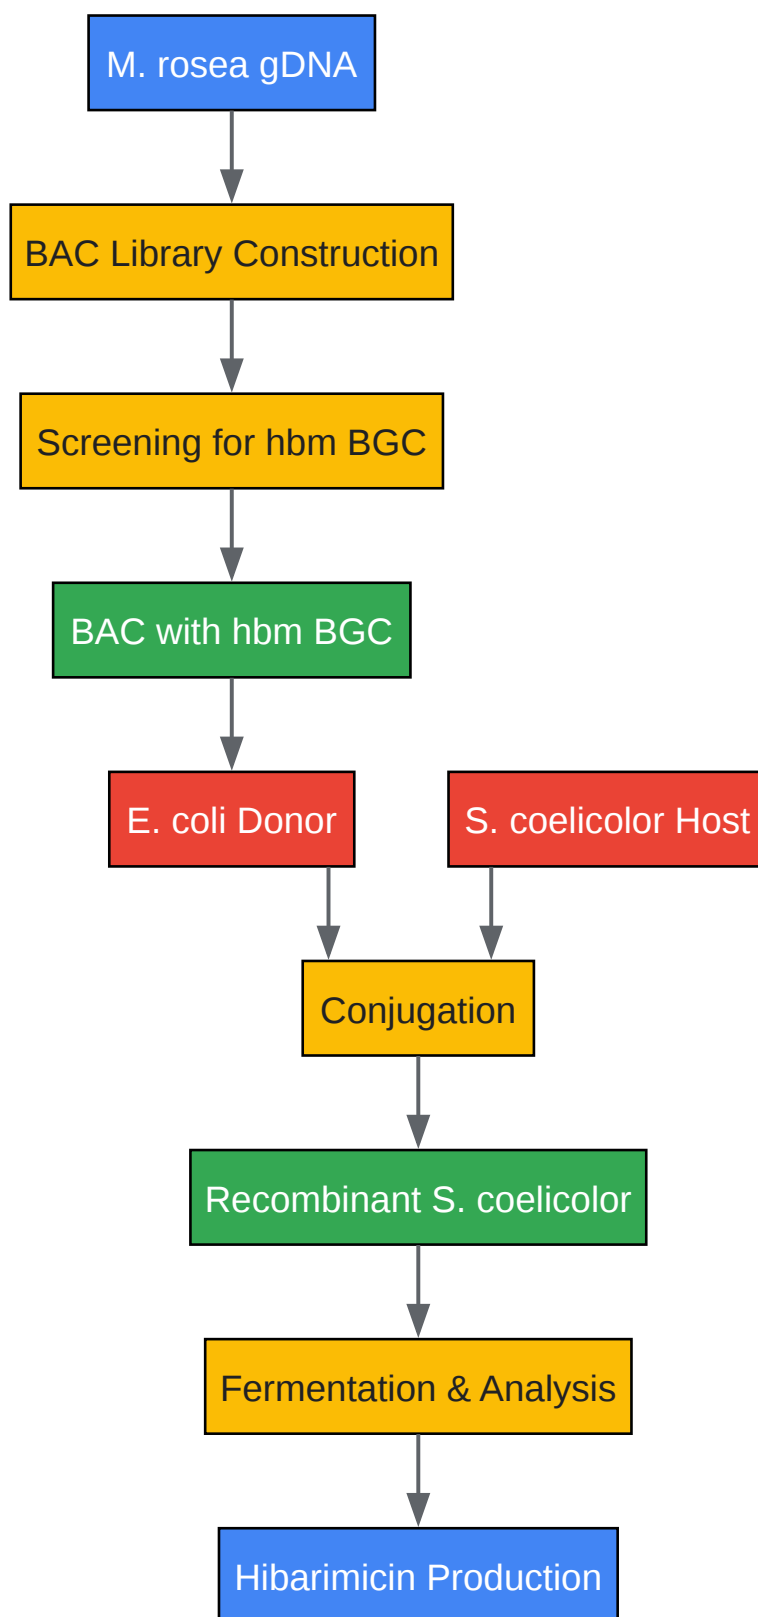 M. rosea gDNA
BAC Library Construction
Screening for hbm BGC
BAC with hbm BGC
E. coli Donor
S. coelicolor Host
Conjugation
Recombinant S. coelicolor
Fermentation & Analysis
Hibarimicin Production